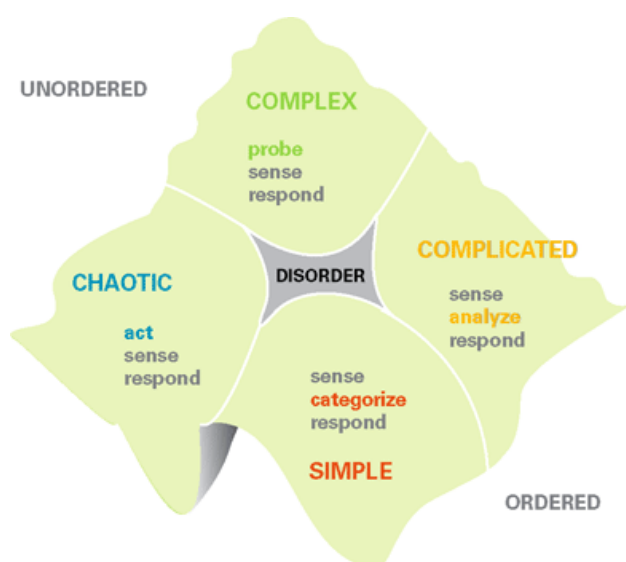 UNORDERED
COMPLEX
probe
sense
respond
COMPLICATED
sense
analyze
respond
DISORDER
CHAOTIC
act
sense
respond
sense
categorize
respond
SIMPLE
ORDERED